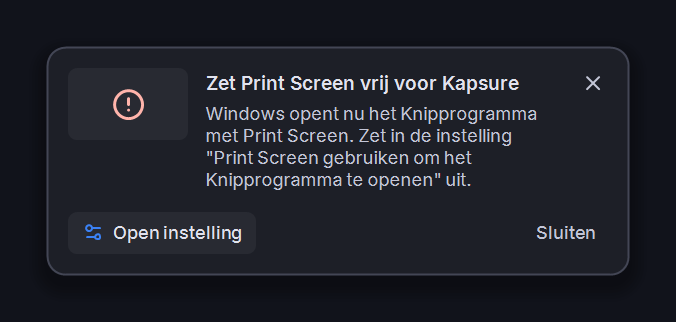 Zet Print Screen vrij voor Kapsure
Windows opent nu het Knipprogramma
met Print Screen. Zet in de instelling
"Print Screen gebruiken om het
Knipprogramma te openen" uit.
Open instelling
Sluiten